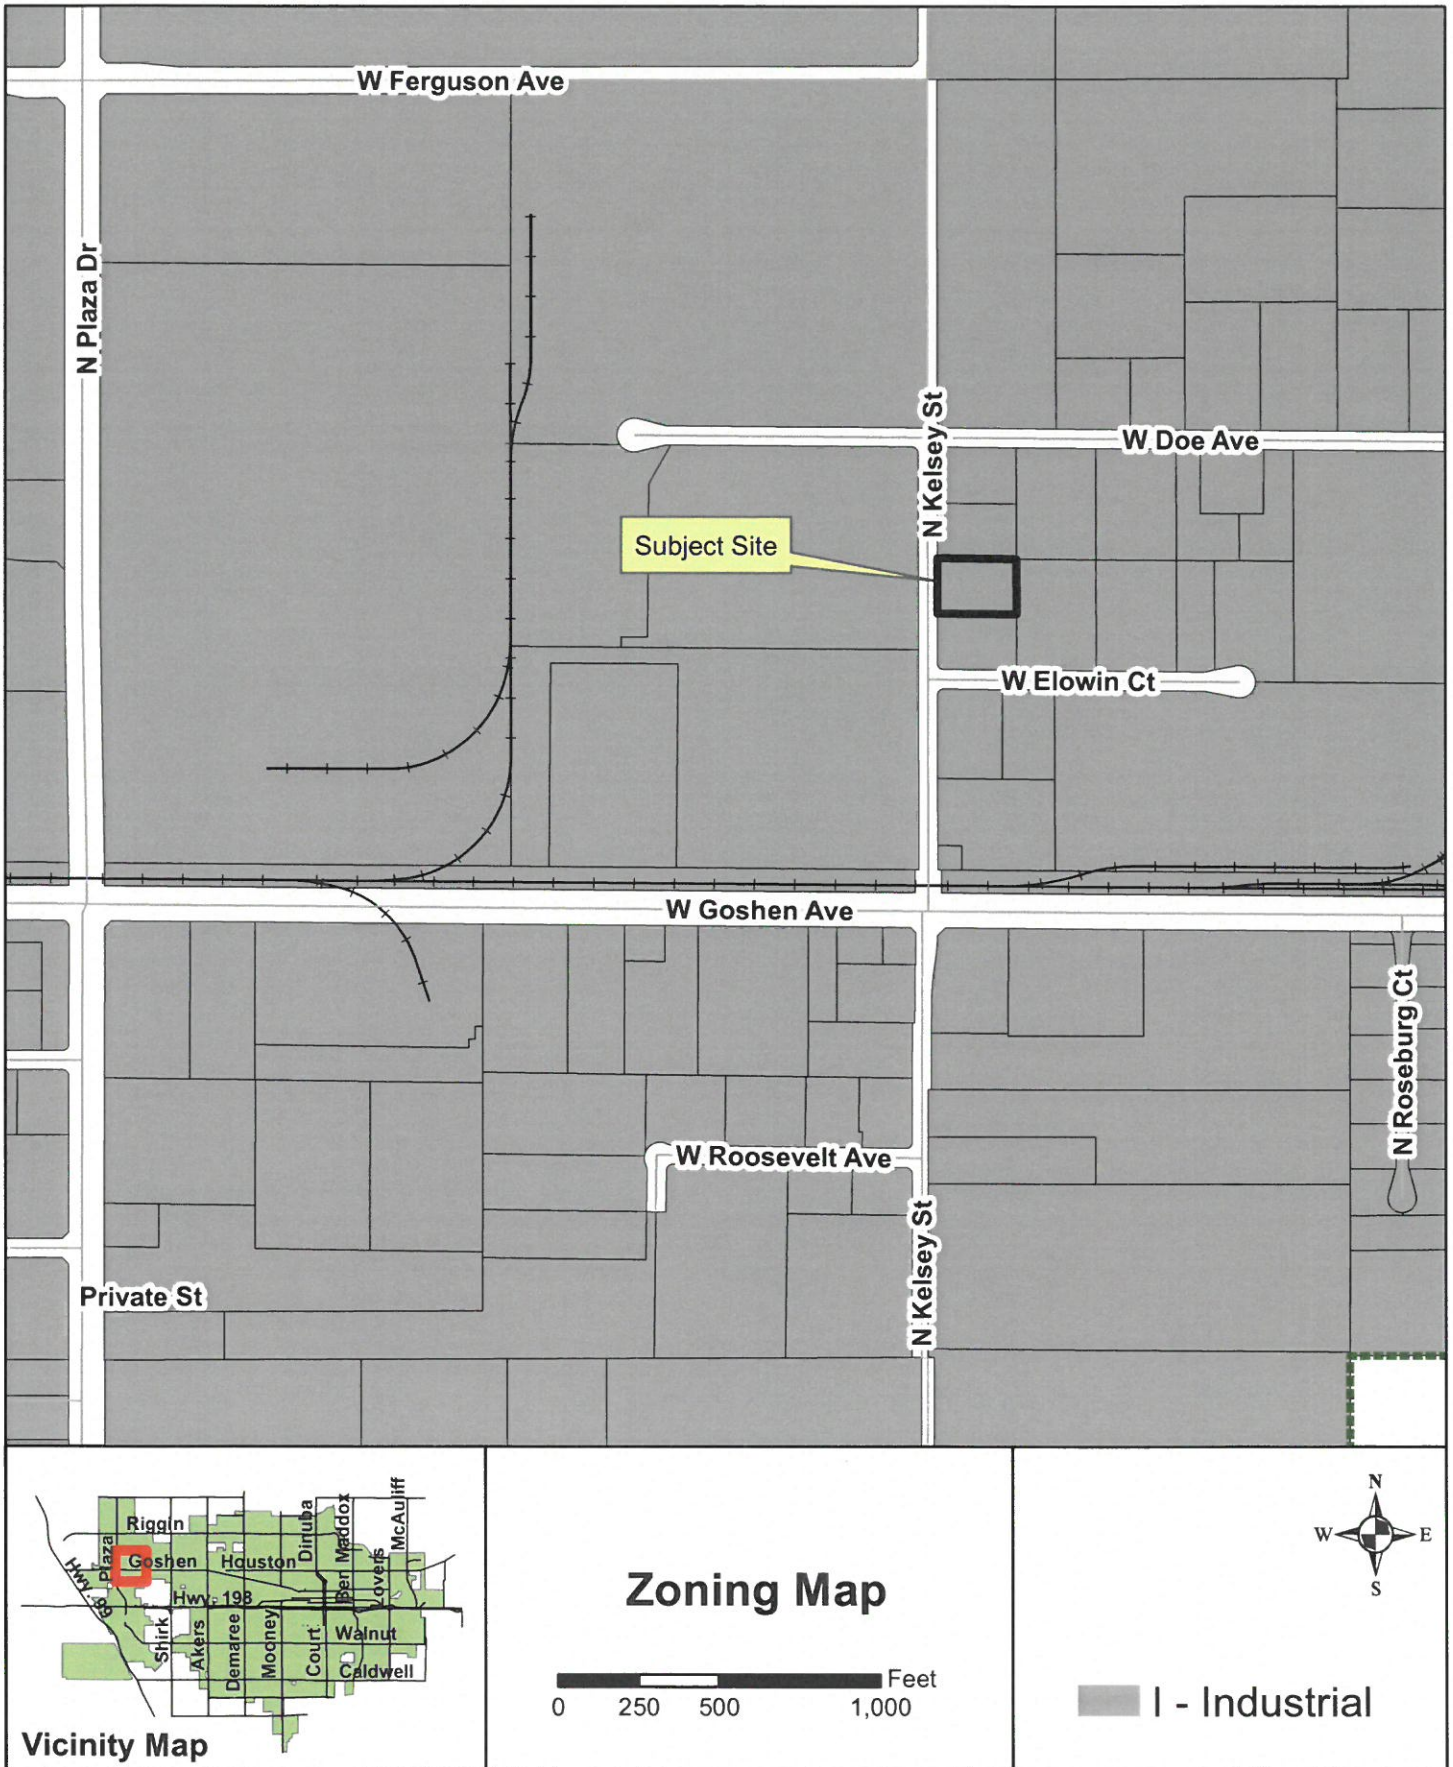 W Ferguson Ave
N Plaza Dr
N Kelsey St
W Doe Ave
Subject Site
W Elowin Ct
W Goshen Ave
N Roseburg Ct
W Roosevelt Ave
N Kelsey St
Private St
Riggin
Plaza
Goshen
Houston
Dinuba
Ben Maddox
McAuliff
Lovers
Hwy. 99
Hwy. 198
Shirk
Akers
Demaree
Mooney
Court
Walnut
Caldwell
Vicinity Map
Zoning Map
Feet
0 250 500 1,000
N
W E
S
I - Industrial